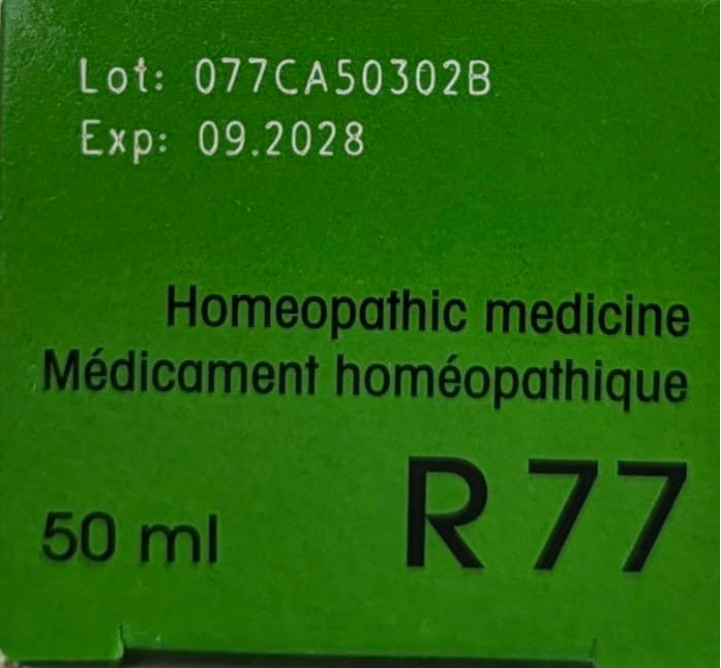 Lot: 077CA50302B
Exp: 09.2028
Homeopathic medicine
Médicament homéopathique
50 ml R 77